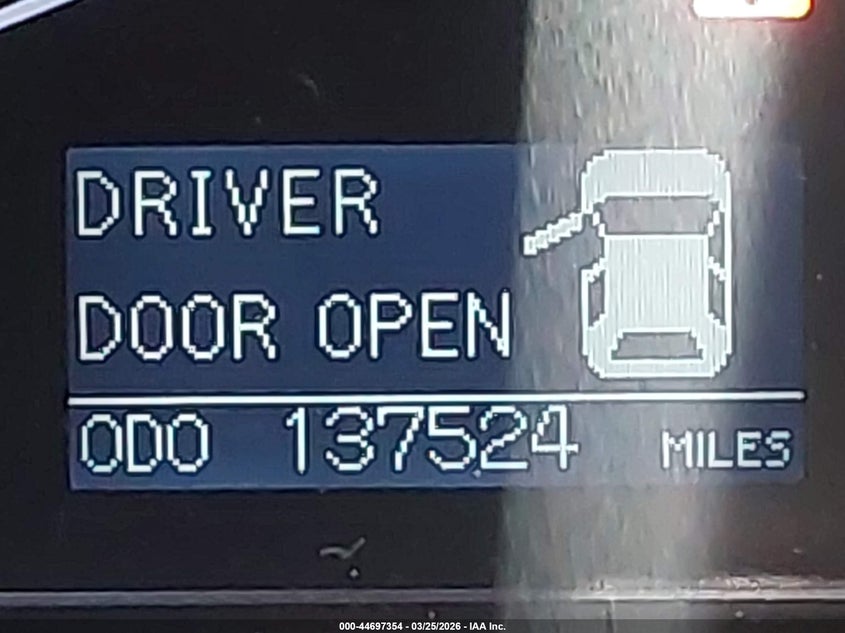 DRIVER
DOOR OPEN
ODO 137524 MILES
000-44697354 - 03/25/2026 - IAA Inc.